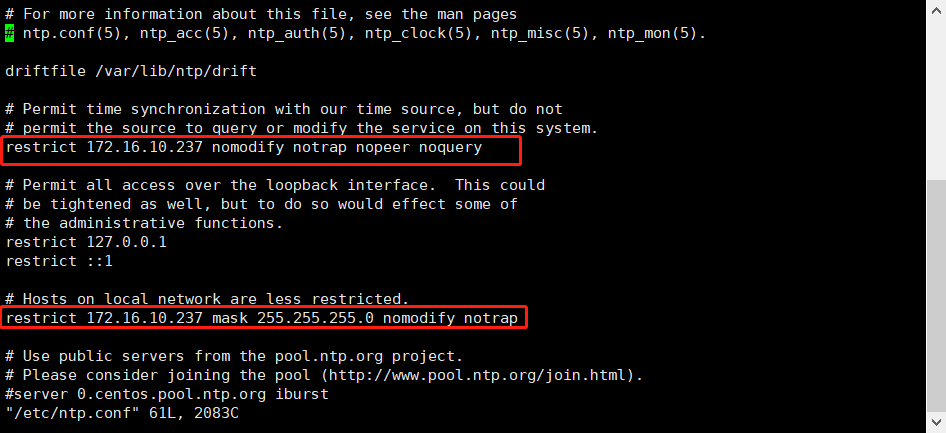 # For more information about this file, see the man pages
# ntp.conf(5), ntp_acc(5), ntp_auth(5), ntp_clock(5), ntp_misc(5), ntp_mon(5).
driftfile /var/lib/ntp/drift
# Permit time synchronization with our time source, but do not
# permit the source to query or modify the service on this system.
restrict 172.16.10.237 nomodify notrap nopeer noquery
# Permit all access over the loopback interface.  This could
# be tightened as well, but to do so would effect some of
# the administrative functions.
restrict 127.0.0.1
restrict ::1
# Hosts on local network are less restricted.
restrict 172.16.10.237 mask 255.255.255.0 nomodify notrap
# Use public servers from the pool.ntp.org project.
# Please consider joining the pool (http://www.pool.ntp.org/join.html).
#server 0.centos.pool.ntp.org iburst
"/etc/ntp.conf" 61L, 2083C